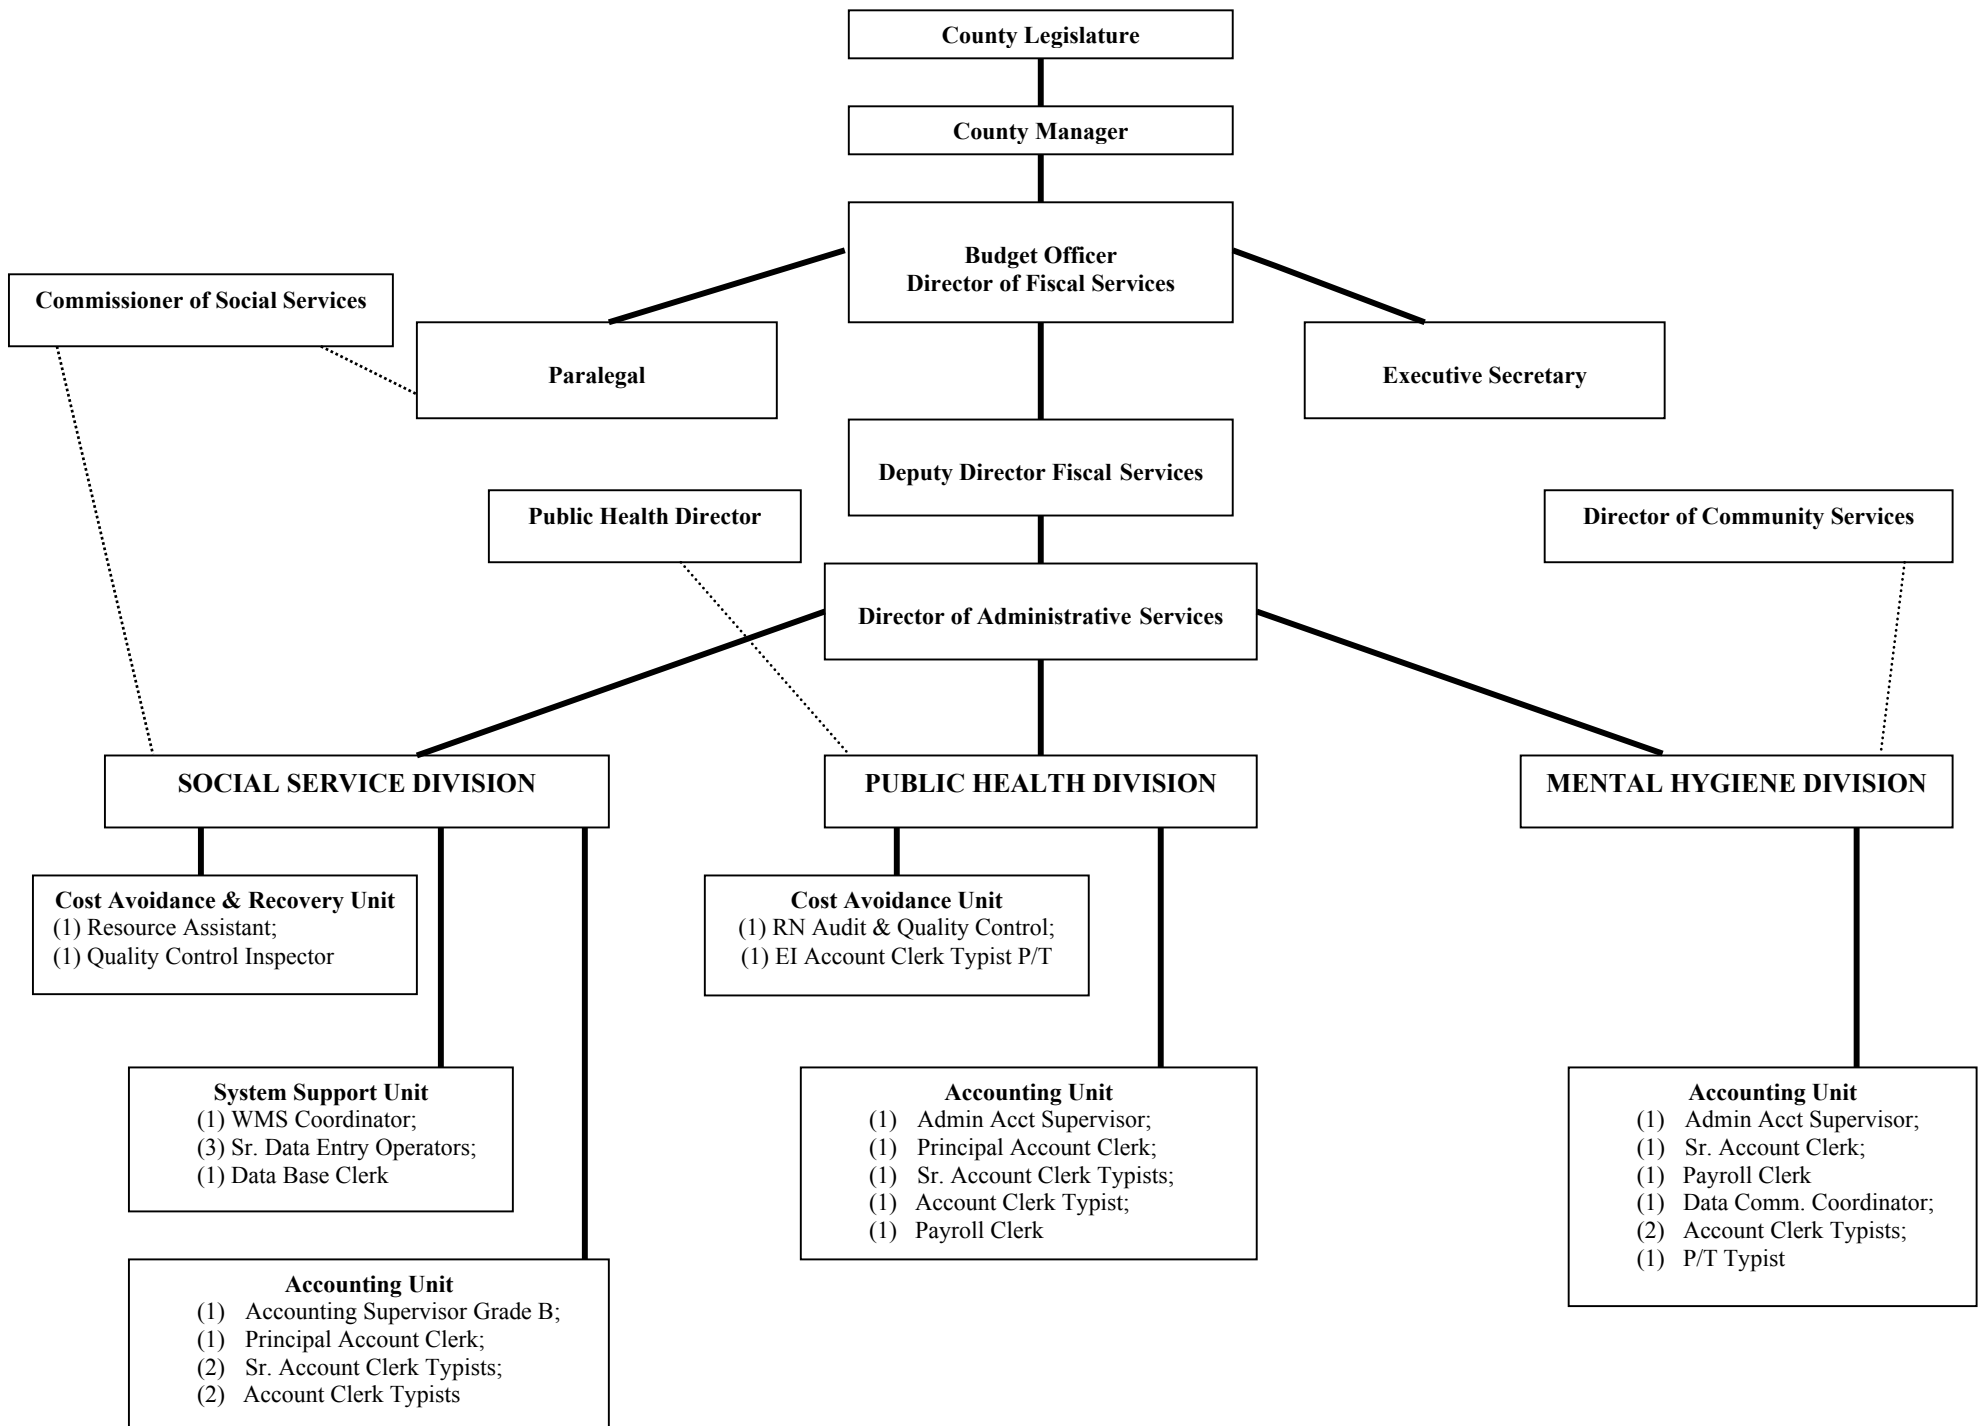 County Legislature
County Manager
Budget Officer
Director of Fiscal Services
Commissioner of Social Services
Paralegal
Executive Secretary
Deputy Director Fiscal Services
Public Health Director
Director of Community Services
Director of Administrative Services
SOCIAL SERVICE DIVISION
PUBLIC HEALTH DIVISION
MENTAL HYGIENE DIVISION
Cost Avoidance & Recovery Unit
(1) Resource Assistant;
(1) Quality Control Inspector
Cost Avoidance Unit
(1) RN Audit & Quality Control;
(1) EI Account Clerk Typist P/T
System Support Unit
(1) WMS Coordinator;
(3) Sr. Data Entry Operators;
(1) Data Base Clerk
Accounting Unit
(1) Admin Acct Supervisor;
(1) Principal Account Clerk;
(1) Sr. Account Clerk Typists;
(1) Account Clerk Typist;
(1) Payroll Clerk
Accounting Unit
(1) Admin Acct Supervisor;
(1) Sr. Account Clerk;
(1) Payroll Clerk
(1) Data Comm. Coordinator;
(2) Account Clerk Typists;
(1) P/T Typist
Accounting Unit
(1) Accounting Supervisor Grade B;
(1) Principal Account Clerk;
(2) Sr. Account Clerk Typists;
(2) Account Clerk Typists